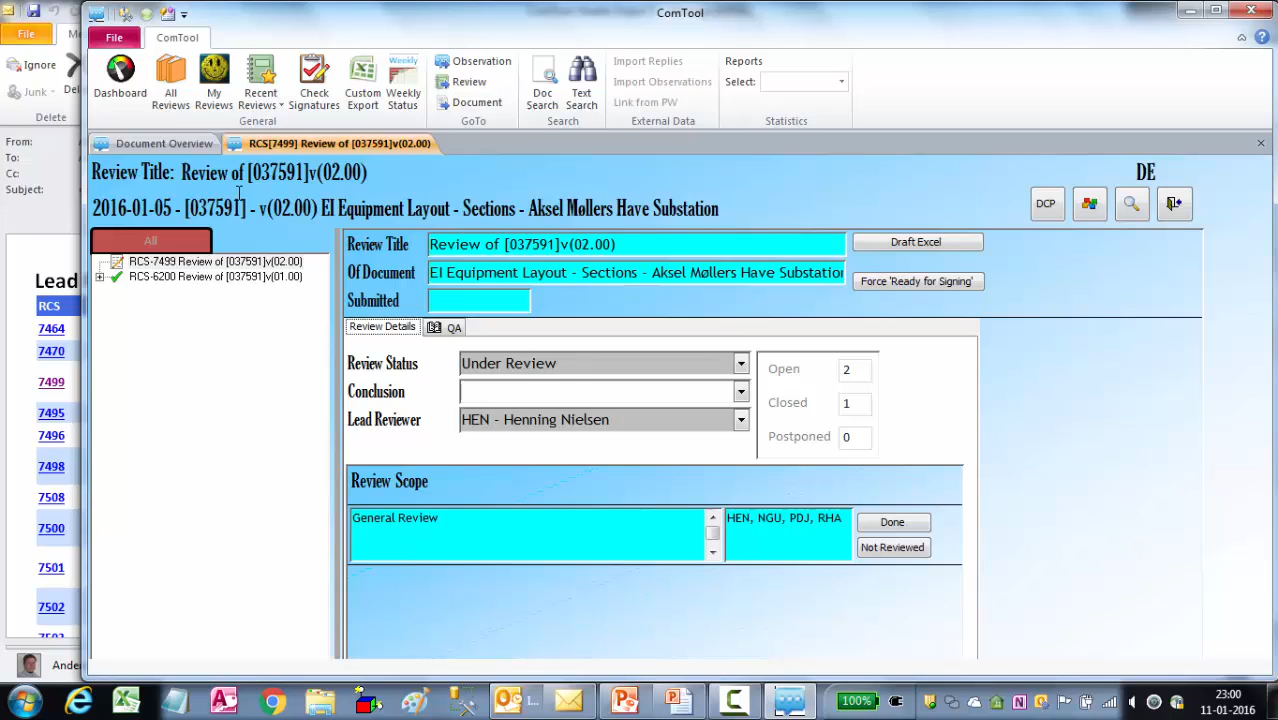 ComTool
File
ComTool
File
Me
Ignore
Junk
Del
Delete
From:
To:
Cc:
Subject:
Lead
RCS
7464
7470
7499
7495
7496
7498
7508
7500
7501
7502
7503
Ander
Dashboard
All Reviews
My Reviews
Recent Reviews
Check Signatures
Custom Export
Weekly
Weekly Status
General
Observation
Review
Document
GoTo
Doc Search
Text Search
Search
Import Replies
Import Observations
Link from PW
External Data
Reports
Select:
Statistics
Document Overview
RCS[7499] Review of [037591]v(02.00)
Review Title: Review of [037591]v(02.00)
DE
2016-01-05 - [037591] - v(02.00) El Equipment Layout - Sections - Aksel Møllers Have Substation
DCP
All
RCS-7499 Review of [037591]v(02.00)
RCS-6200 Review of [037591]v(01.00)
Review Title
Review of [037591]v(02.00)
Draft Excel
Of Document
El Equipment Layout - Sections - Aksel Møllers Have Substation
Force 'Ready for Signing'
Submitted
Review Details
QA
Review Status
Under Review
Conclusion
Lead Reviewer
HEN - Henning Nielsen
Open 2
Closed 1
Postponed 0
Review Scope
General Review
HEN, NGU, PDJ, RHA
Done
Not Reviewed
100%
23:00
11-01-2016